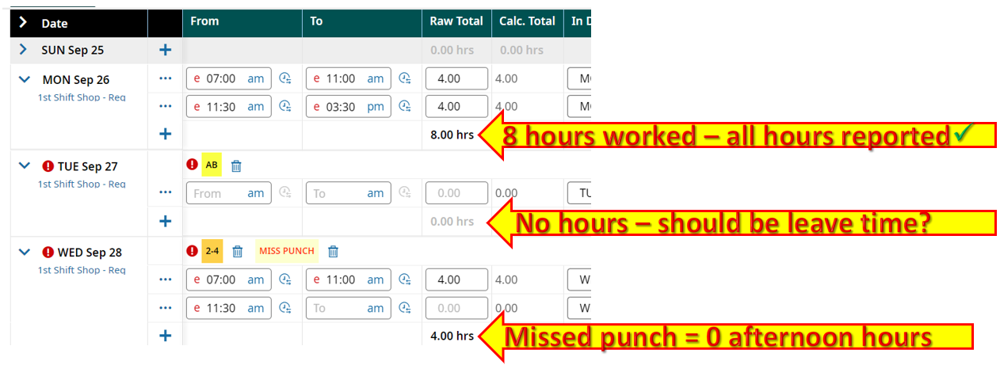 Date From To Raw Total Calc. Total In D
SUN Sep 25 0.00 hrs 0.00 hrs
MON Sep 26 e 07:00 am e 11:00 am 4.00 4.00 M
1st Shift Shop - Reg
e 11:30 am e 03:30 pm 4.00 4.00 M
8.00 hrs 8 hours worked – all hours reported✓
TUE Sep 27 AB
1st Shift Shop - Reg
From am To am 0.00 0.00 TU
0.00 hrs No hours – should be leave time?
WED Sep 28 2-4 MISS PUNCH
1st Shift Shop - Reg
e 07:00 am e 11:00 am 4.00 4.00 W
e 11:30 am To am 0.00 0.00 W
4.00 hrs Missed punch = 0 afternoon hours